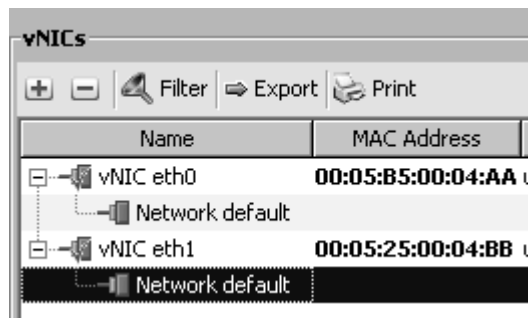 vNICs
Filter Export Print
Name MAC Address
vNIC eth0 00:05:B5:00:04:AA
Network default
vNIC eth1 00:05:25:00:04:BB
Network default